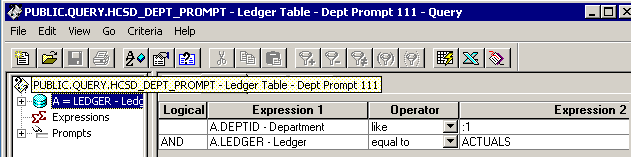 PUBLIC.QUERY.HCSD_DEPT_PROMPT - Ledger Table - Dept Prompt 111 - Query
File Edit View Go Criteria Help
PUBLIC.QUERY.HCSD_DEPT_PROMPT - Ledger Table - Dept Prompt 111
A = LEDGER - Ledg
Expressions
Prompts
Logical Expression 1 Operator Expression 2
A.DEPTID - Department like :1
AND A.LEDGER - Ledger equal to ACTUALS